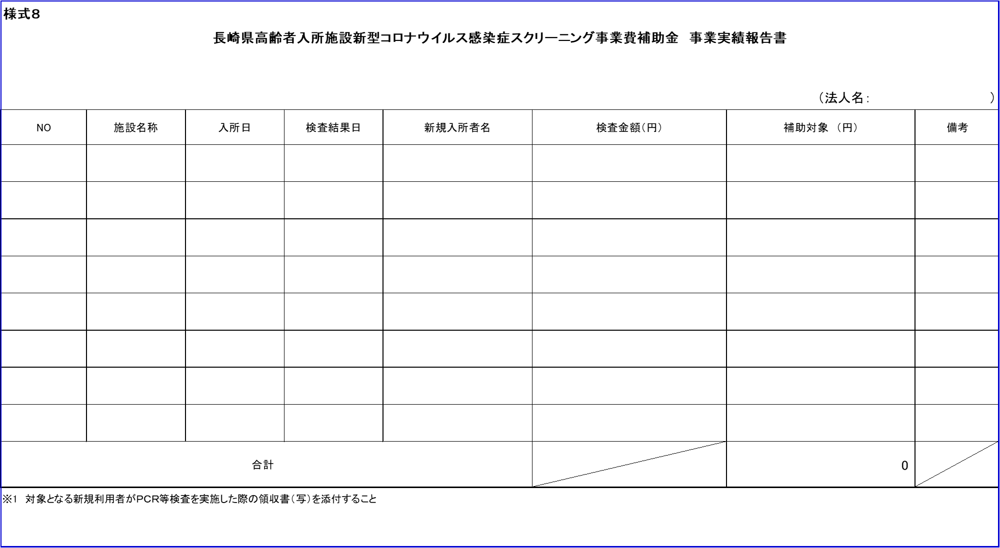 様式8
長崎県高齢者入所施設新型コロナウイルス感染症スクリーニング事業費補助金　事業実績報告書
（法人名：　　　　　　　　　）
NO　施設名称　入所日　検査結果日　新規入所者名　検査金額（円）　補助対象　（円）　備考
合計　0
※1　対象となる新規利用者がPCR等検査を実施した際の領収書（写）を添付すること